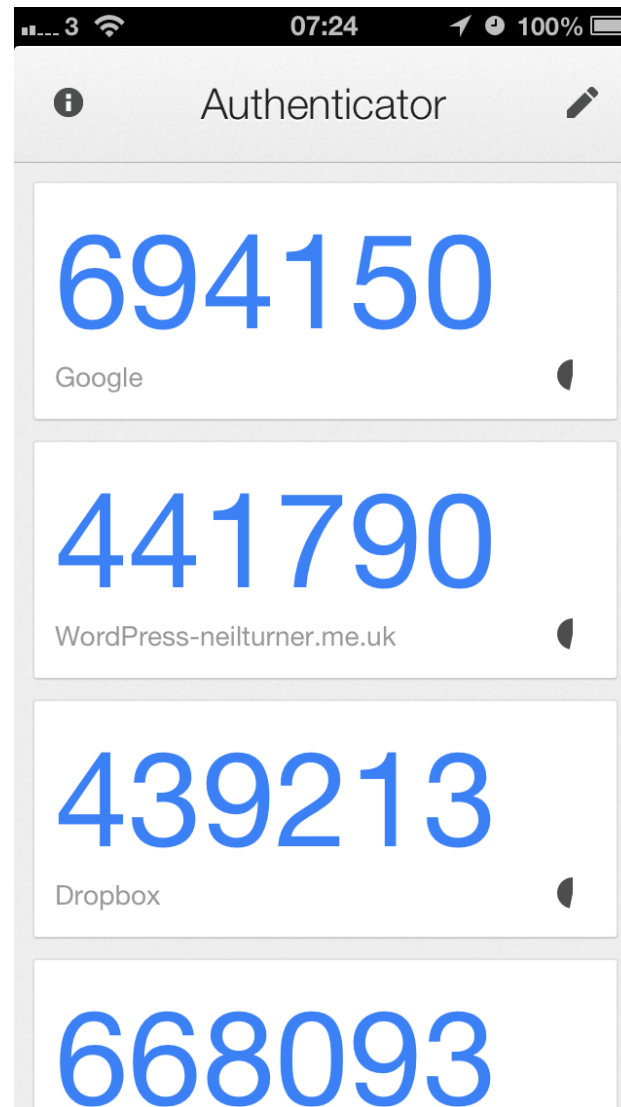 3 07:24 100%
Authenticator
694150
Google
441790
WordPress-neilturner.me.uk
439213
Dropbox
668093